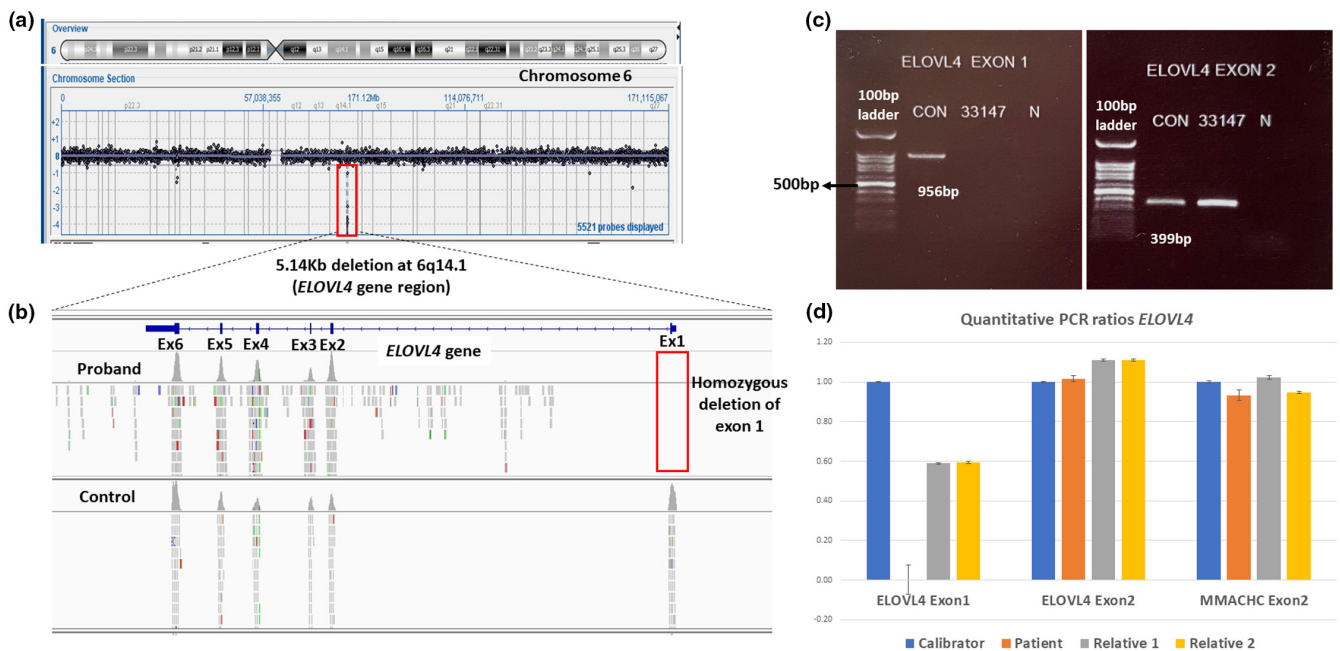 (a)
Overview
6
p24.3
p22.3
p21.2
p21.1
p12.3
p12.1
q12
q13
q14.1
q15
q16.1
q16.3
q21
q22.1
q22.31
q23.3
q24.1
q25.1
q25.3
q26
q27
Chromosome Section
Chromosome 6
0
57,038,355
171.12Mb
114,076,711
171,115,067
p22.3
q12
q13
q14.1
q15
q21
q22.31
q27
+2
+1
0
-1
-2
-3
-4
5521 probes displayed
5.14Kb deletion at 6q14.1
(ELOVL4 gene region)
(b)
Ex6
Ex5
Ex4
Ex3
Ex2
ELOVL4 gene
Ex1
Proband
Homozygous
deletion of
exon 1
Control
(c)
ELOVL4 EXON 1
100bp
ladder
CON 33147 N
500bp
956bp
ELOVL4 EXON 2
100bp
ladder
CON 33147 N
399bp
(d)
Quantitative PCR ratios ELOVL4
1.20
1.00
0.80
0.60
0.40
0.20
0.00
-0.20
ELOVL4 Exon1
ELOVL4 Exon2
MMACHC Exon2
Calibrator
Patient
Relative 1
Relative 2